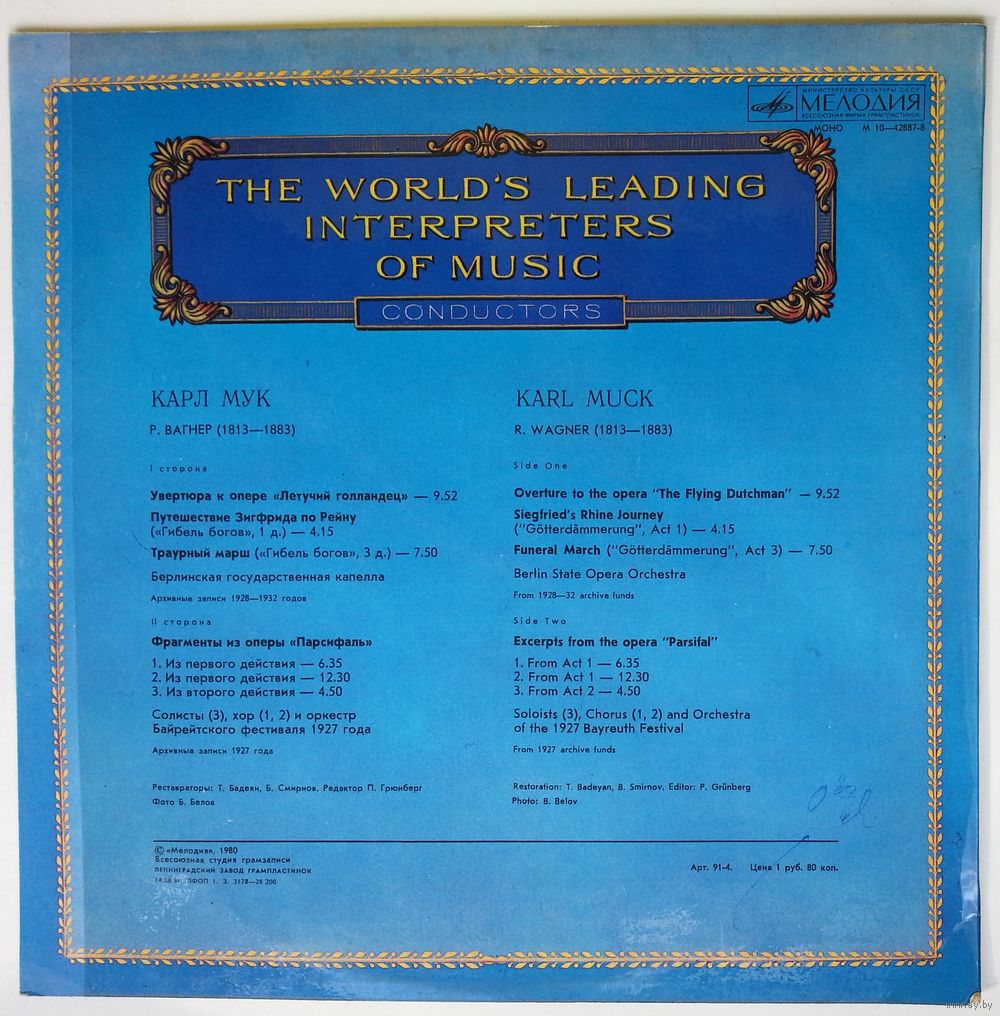 МИНИСТЕРСТВО КУЛЬТУРЫ СССР
МЕЛОДИЯ
ВСЕСОЮЗНАЯ ФИРМА ГРАМПЛАСТИНОК
МОНО М 10—42887-8
THE WORLD'S LEADING
INTERPRETERS
OF MUSIC
CONDUCTORS
КАРЛ МУК
Р. ВАГНЕР (1813—1883)
I сторона
Увертюра к опере «Летучий голландец» — 9.52
Путешествие Зигфрида по Рейну
(«Гибель богов», 1 д.) — 4.15
Траурный марш («Гибель богов», 3 д.) — 7.50
Берлинская государственная капелла
Архивные записи 1928—1932 годов
II сторона
Фрагменты из оперы «Парсифаль»
1. Из первого действия — 6.35
2. Из первого действия — 12.30
3. Из второго действия — 4.50
Солисты (3), хор (1, 2) и оркестр
Байрейтского фестиваля 1927 года
Архивные записи 1927 года
Реставраторы: Т. Бадеян, Б. Смирнов. Редактор П. Грюнберг
Фото Б. Белов
KARL MUCK
R. WAGNER (1813—1883)
Side One
Overture to the opera "The Flying Dutchman" — 9.52
Siegfried's Rhine Journey
("Götterdämmerung", Act 1) — 4.15
Funeral March ("Götterdämmerung", Act 3) — 7.50
Berlin State Opera Orchestra
From 1928—32 archive funds
Side Two
Excerpts from the opera "Parsifal"
1. From Act 1 — 6.35
2. From Act 1 — 12.30
3. From Act 2 — 4.50
Soloists (3), Chorus (1, 2) and Orchestra
of the 1927 Bayreuth Festival
From 1927 archive funds
Restoration: T. Badeyan, B. Smirnov. Editor: P. Grünberg
Photo: B. Belov
© «Мелодия», 1980
Всесоюзная студия грамзаписи
ЛЕНИНГРАДСКИЙ ЗАВОД ГРАМПЛАСТИНОК
ПФОП 1. З. 3178—28 200
Арт. 91-4. Цена 1 руб. 80 коп.